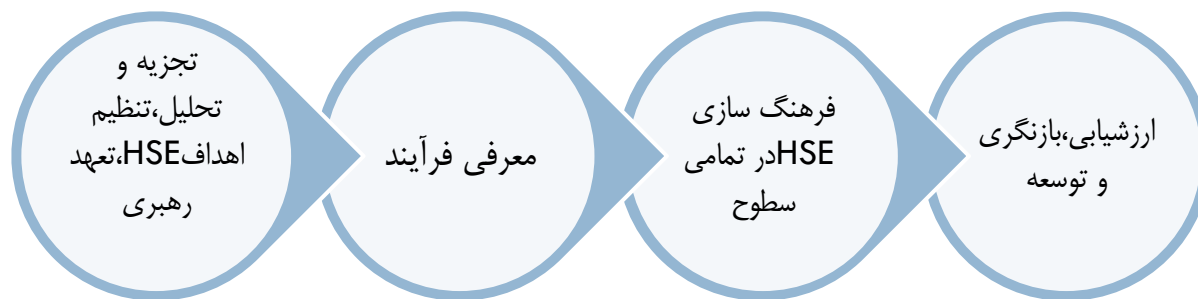 تجزیه و
تحلیل،تنظیم
اهدافHSE،تعهد
رهبری
معرفی فرآیند
فرهنگ سازی
HSEدر تمامی
سطوح
ارزشیابی،بازنگری
و توسعه